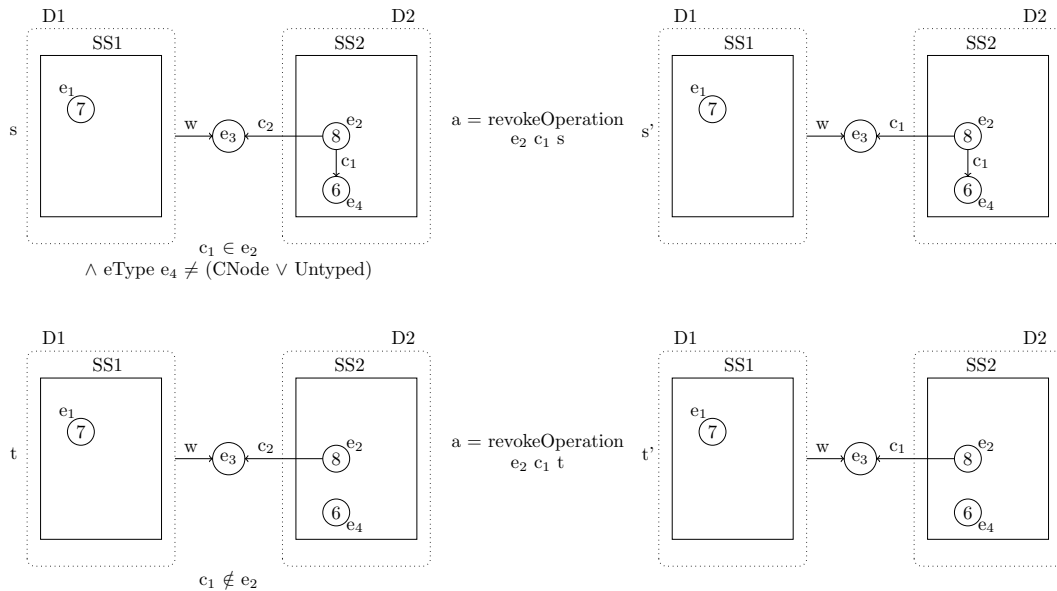 D1
D2
SS1
SS2
e₁
7
s
w
e₃
c₂
e₂
8
c₁
6
e₄
c₁ ∈ e₂
∧ eType e₄ ≠ (CNode ∨ Untyped)
a = revokeOperation
e₂ c₁ s
D1
D2
SS1
SS2
e₁
7
s'
w
e₃
c₁
e₂
8
c₁
6
e₄
D1
D2
SS1
SS2
e₁
7
t
w
e₃
c₂
e₂
8
6
e₄
c₁ ∉ e₂
a = revokeOperation
e₂ c₁ t
D1
D2
SS1
SS2
e₁
7
t'
w
e₃
c₁
e₂
8
6
e₄